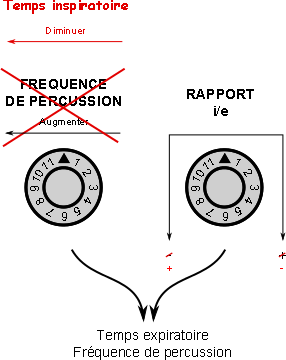 Temps inspiratoire
Diminuer
FREQUENCE
DE PERCUSSION
Augmenter
RAPPORT
i/e
11 1 2 3 4 5 6 7 8 9 10
11 1 2 3 4 5 6 7 8 9 10
- +
+ -
Temps expiratoire
Fréquence de percussion